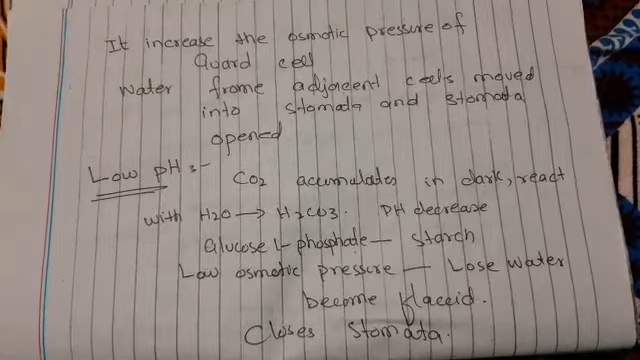 It increase the osmotic pressure of
Guard cell
Water frome adjacent cells moved
into stomata and stomata
opened
Low pH :-
CO2 accumulates in dark, react
with H2O → H2CO3. PH decrease
Glucose 1-phosphate — Starch
Low osmotic pressure — Lose water
become flaccid.
Closes stomata.